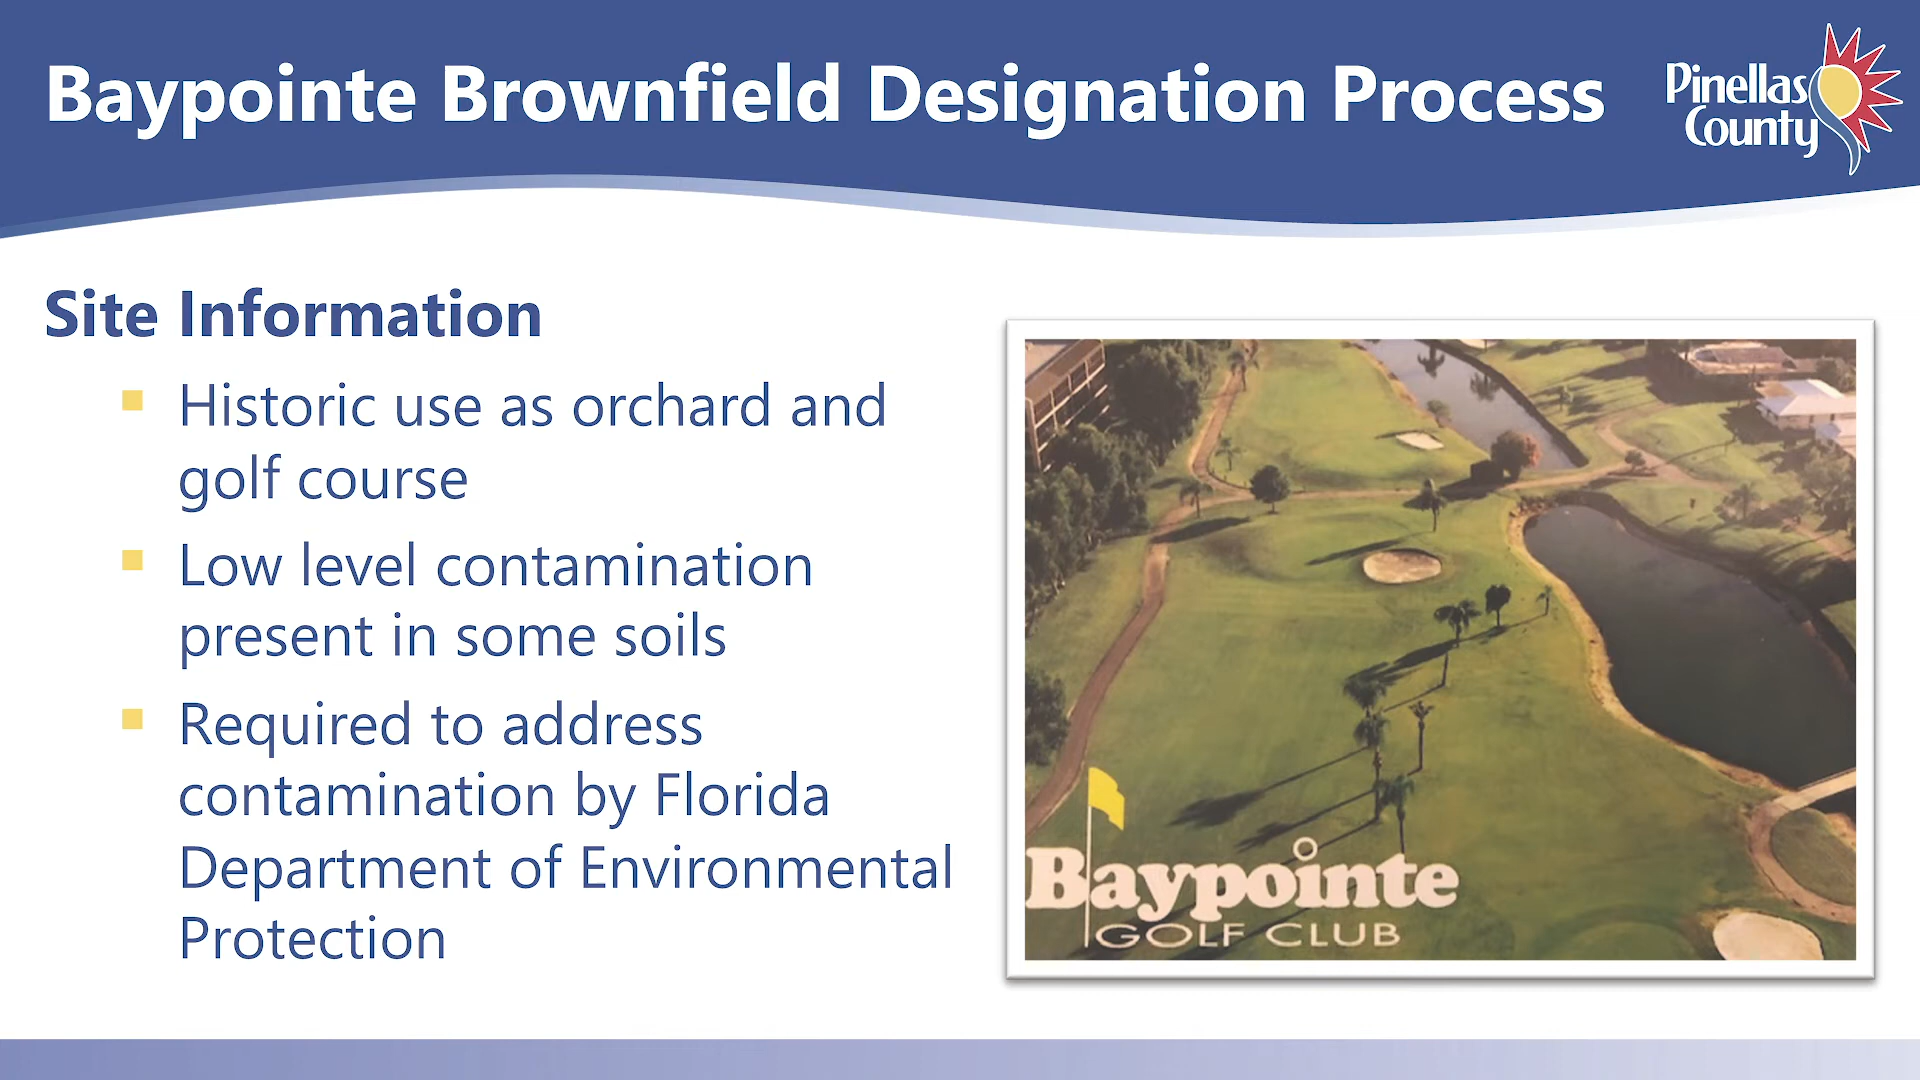 Baypointe Brownfield Designation Process
Pinellas
County
Site Information
Historic use as orchard and
golf course
Low level contamination
present in some soils
Required to address
contamination by Florida
Department of Environmental
Protection
Baypointe
GOLF CLUB